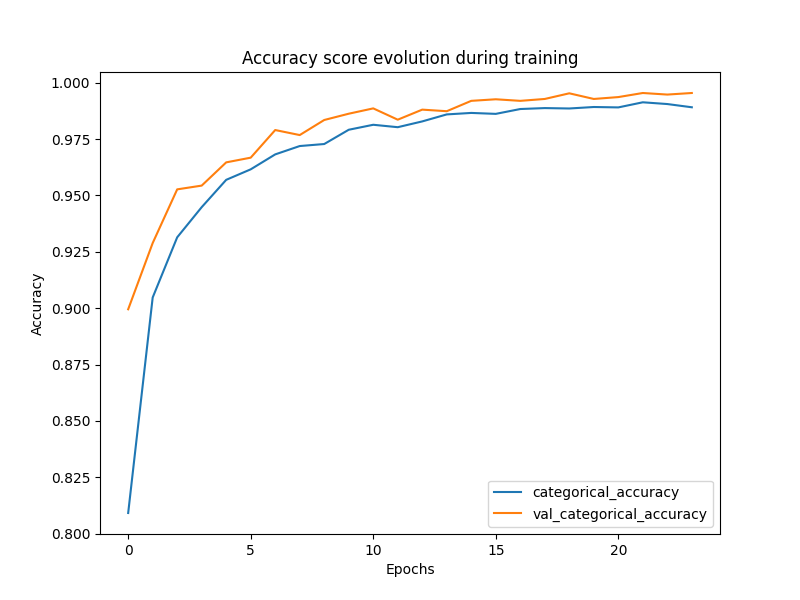 Accuracy score evolution during training
1.000
0.975
0.950
0.925
0.900
0.875
0.850
0.825
0.800
Accuracy
0
5
10
15
20
Epochs
categorical_accuracy
val_categorical_accuracy